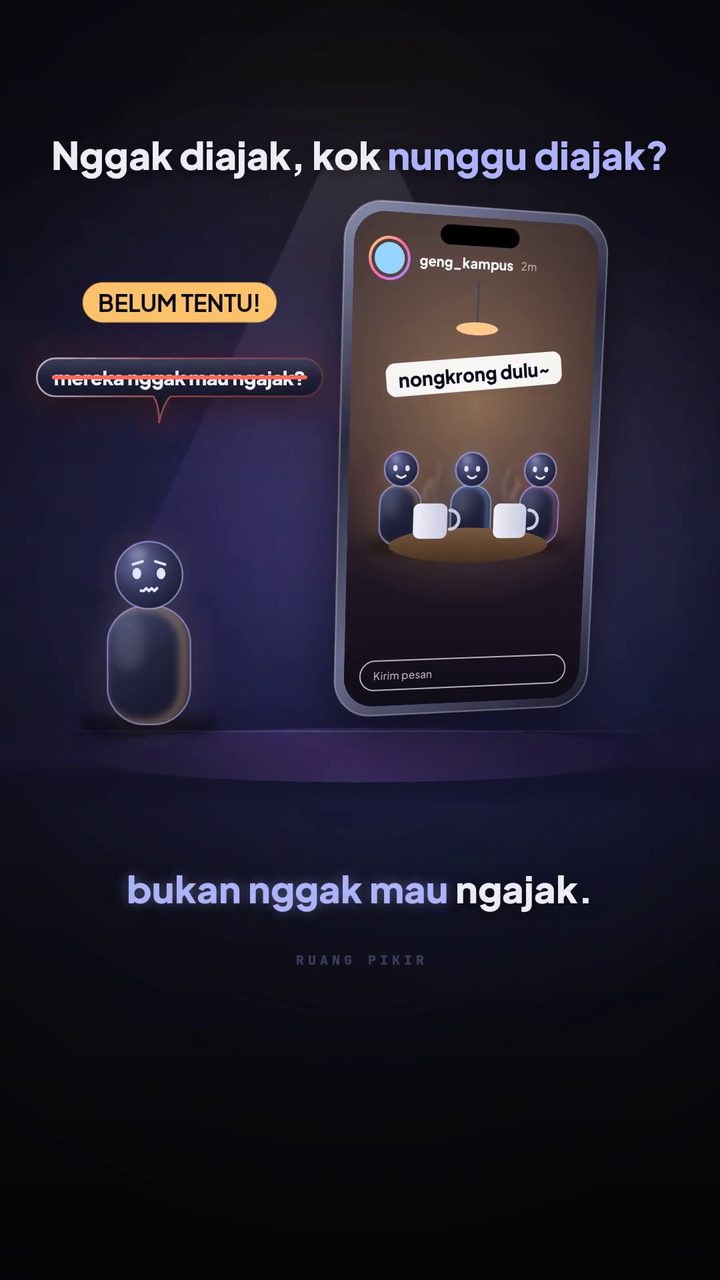 Nggak diajak, kok nunggu diajak?
geng_kampus 2m
BELUM TENTU!
mereka nggak mau ngajak?
nongkrong dulu~
Kirim pesan
bukan nggak mau ngajak.
RUANG PIKIR